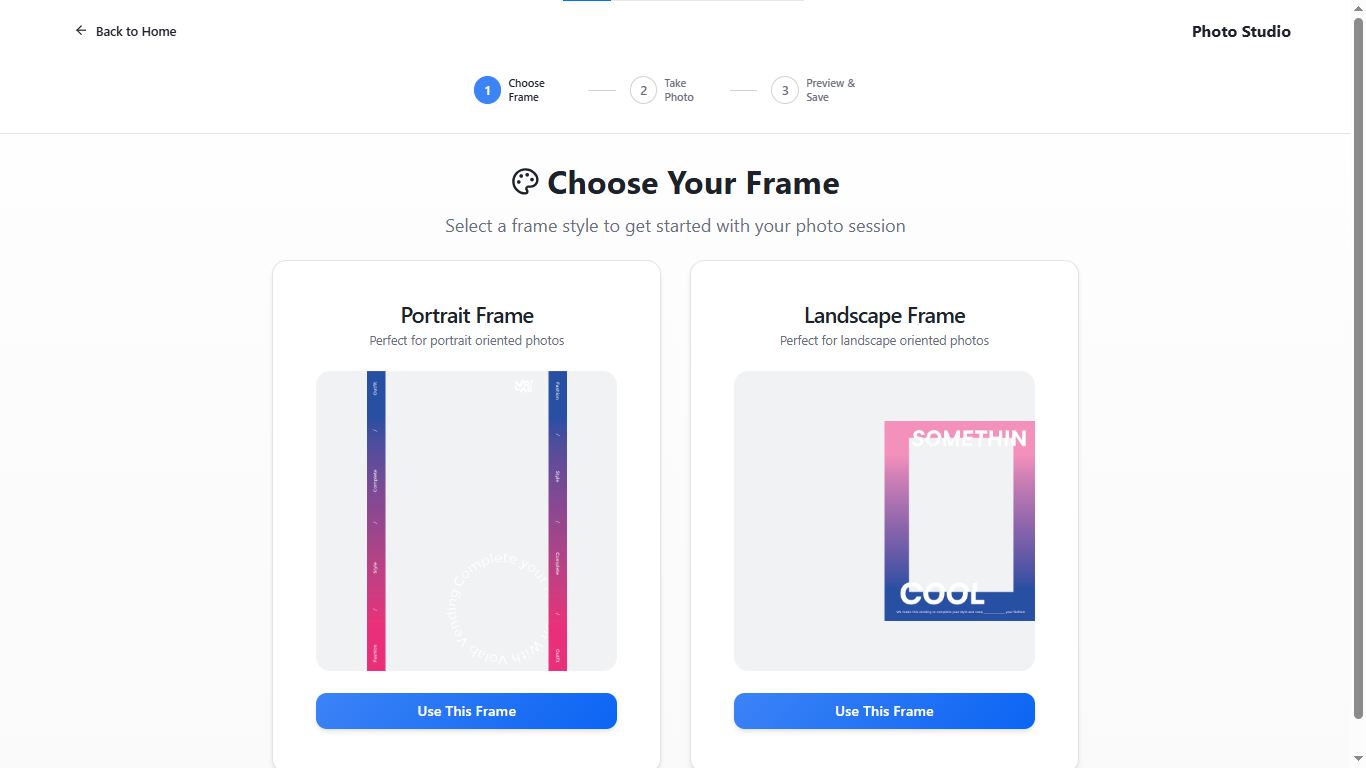 Back to Home
Photo Studio
1
Choose
Frame
2
Take
Photo
3
Preview &
Save
Choose Your Frame
Select a frame style to get started with your photo session
Portrait Frame
Perfect for portrait oriented photos
Outfit / Complete / Style / Fashion
Fashion / Style / Complete / Outfit
Complete your
With Volab Vending
Use This Frame
Landscape Frame
Perfect for landscape oriented photos
SOMETHIN
COOL
Use This Frame